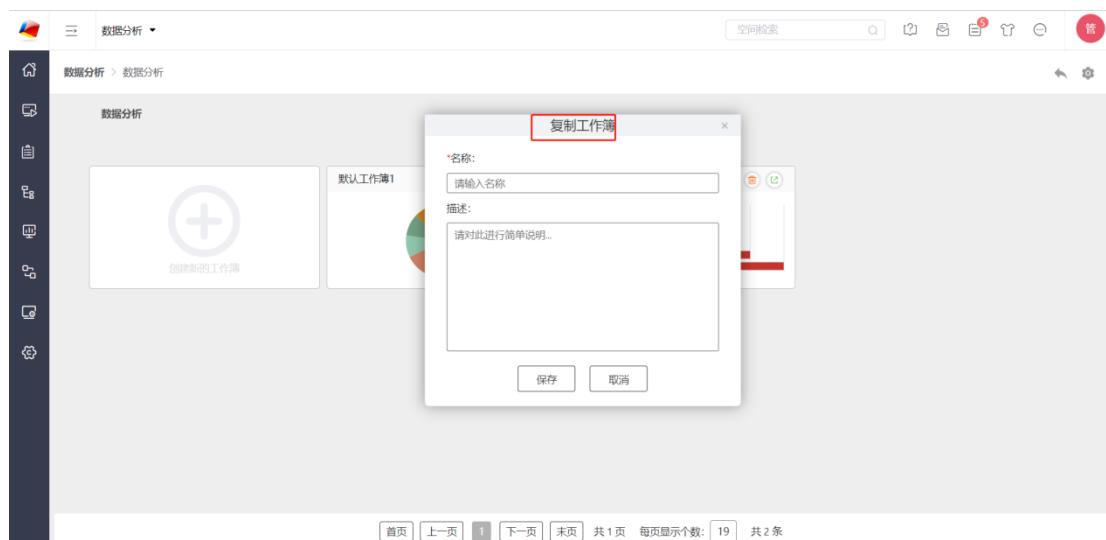 数据分析
空间检索
5
管
数据分析 > 数据分析
数据分析
复制工作簿
×
*名称:
请输入名称
描述:
请对此进行简单说明...
保存 取消
创建新的工作簿
默认工作簿1
首页 上一页 1 下一页 末页 共1页 每页显示个数: 19 共2条